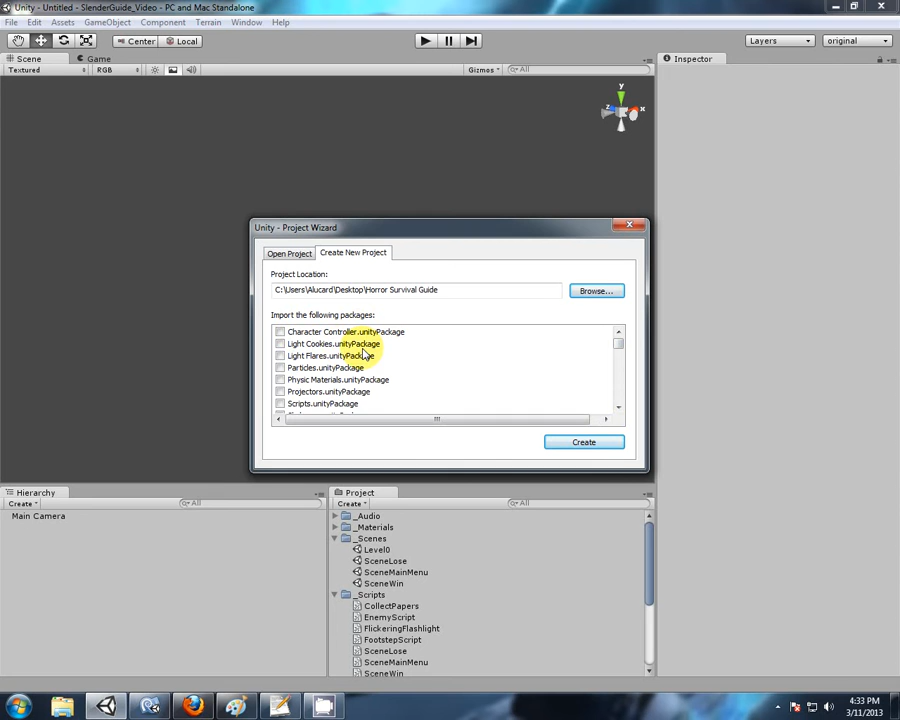 Unity - Untitled - SlenderGuide_Video - PC and Mac Standalone
File Edit Assets GameObject Component Terrain Window Help
Center Local Layers original
Scene Game Inspector
Textured RGB Gizmos All
y
z x
Unity - Project Wizard
Open Project Create New Project
Project Location:
C:\Users\Alucard\Desktop\Horror Survival Guide Browse...
Import the following packages:
Character Controller.unityPackage
Light Cookies.unityPackage
Light Flares.unityPackage
Particles.unityPackage
Physic Materials.unityPackage
Projectors.unityPackage
Scripts.unityPackage
Create
Hierarchy Project
Create All Create All
Main Camera
_Audio
_Materials
_Scenes
Level0
SceneLose
SceneMainMenu
SceneWin
_Scripts
CollectPapers
EnemyScript
FlickeringFlashlight
FootstepScript
SceneLose
SceneMainMenu
SceneWin
4:33 PM
3/11/2013